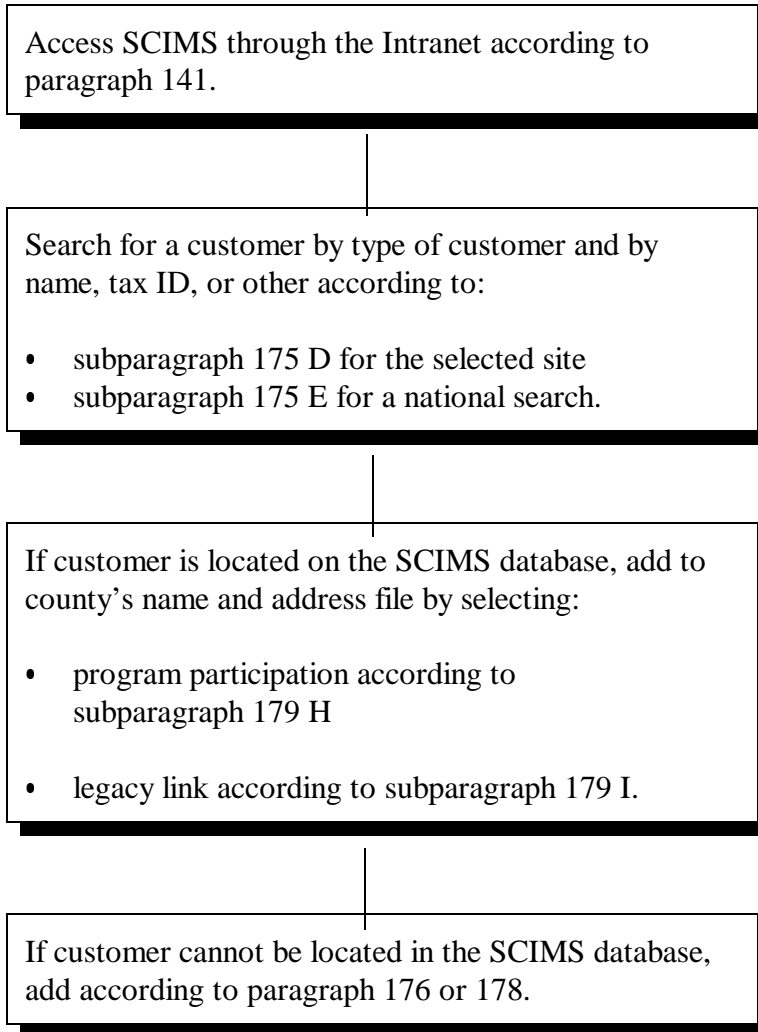 Access SCIMS through the Intranet according to
paragraph 141.
Search for a customer by type of customer and by
name, tax ID, or other according to:
• subparagraph 175 D for the selected site
• subparagraph 175 E for a national search.
If customer is located on the SCIMS database, add to
county’s name and address file by selecting:
• program participation according to
subparagraph 179 H
• legacy link according to subparagraph 179 I.
If customer cannot be located in the SCIMS database,
add according to paragraph 176 or 178.